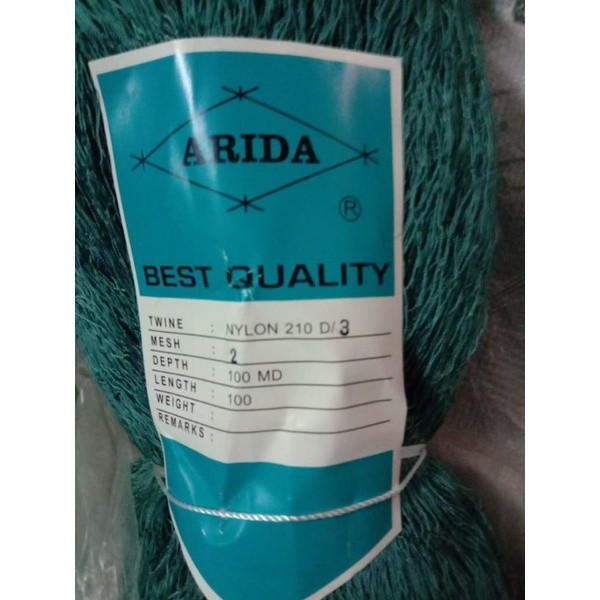 ARIDA
®
BEST QUALITY
TWINE : NYLON 210 D/3
MESH : 2
DEPTH : 100 MD
LENGTH : 100
WEIGHT :
REMARKS :